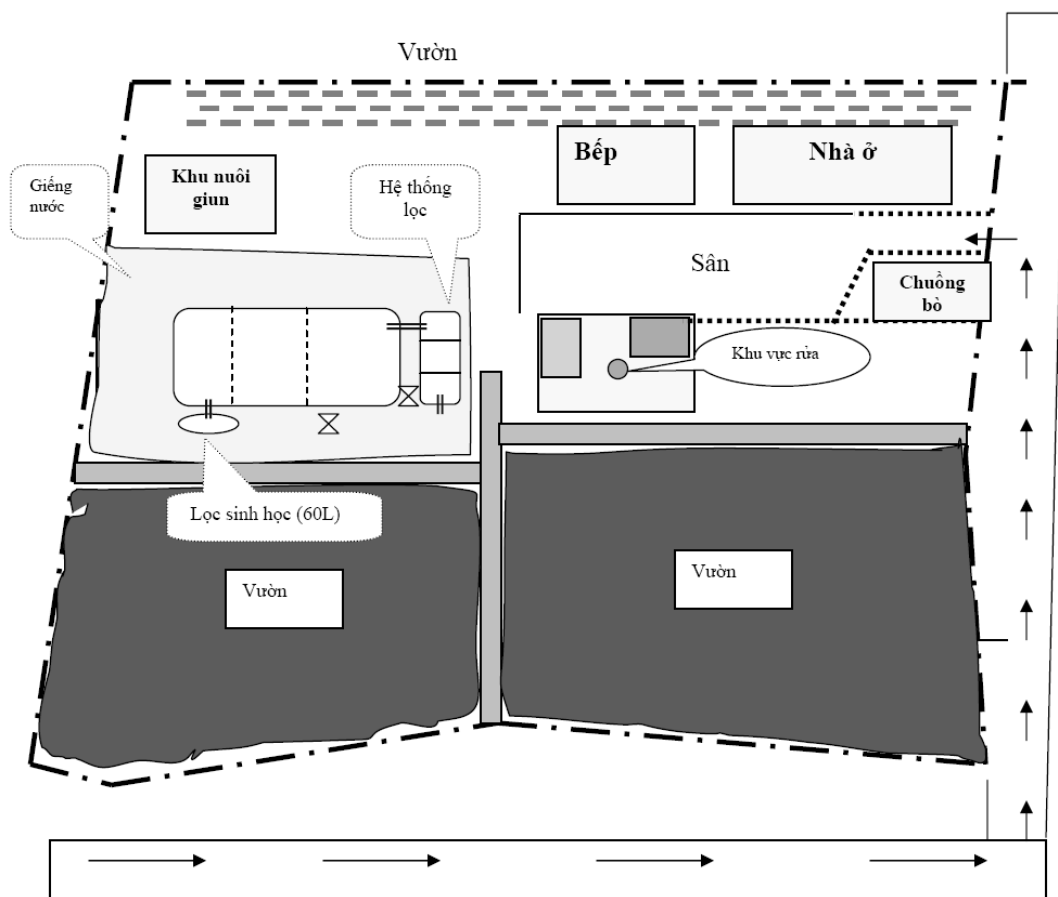 Vườn
Bếp
Nhà ở
Giếng
nước
Khu nuôi
giun
Hệ thống
lọc
Sân
Chuồng
bò
Khu vực rửa
Lọc sinh học (60L)
Vườn
Vườn